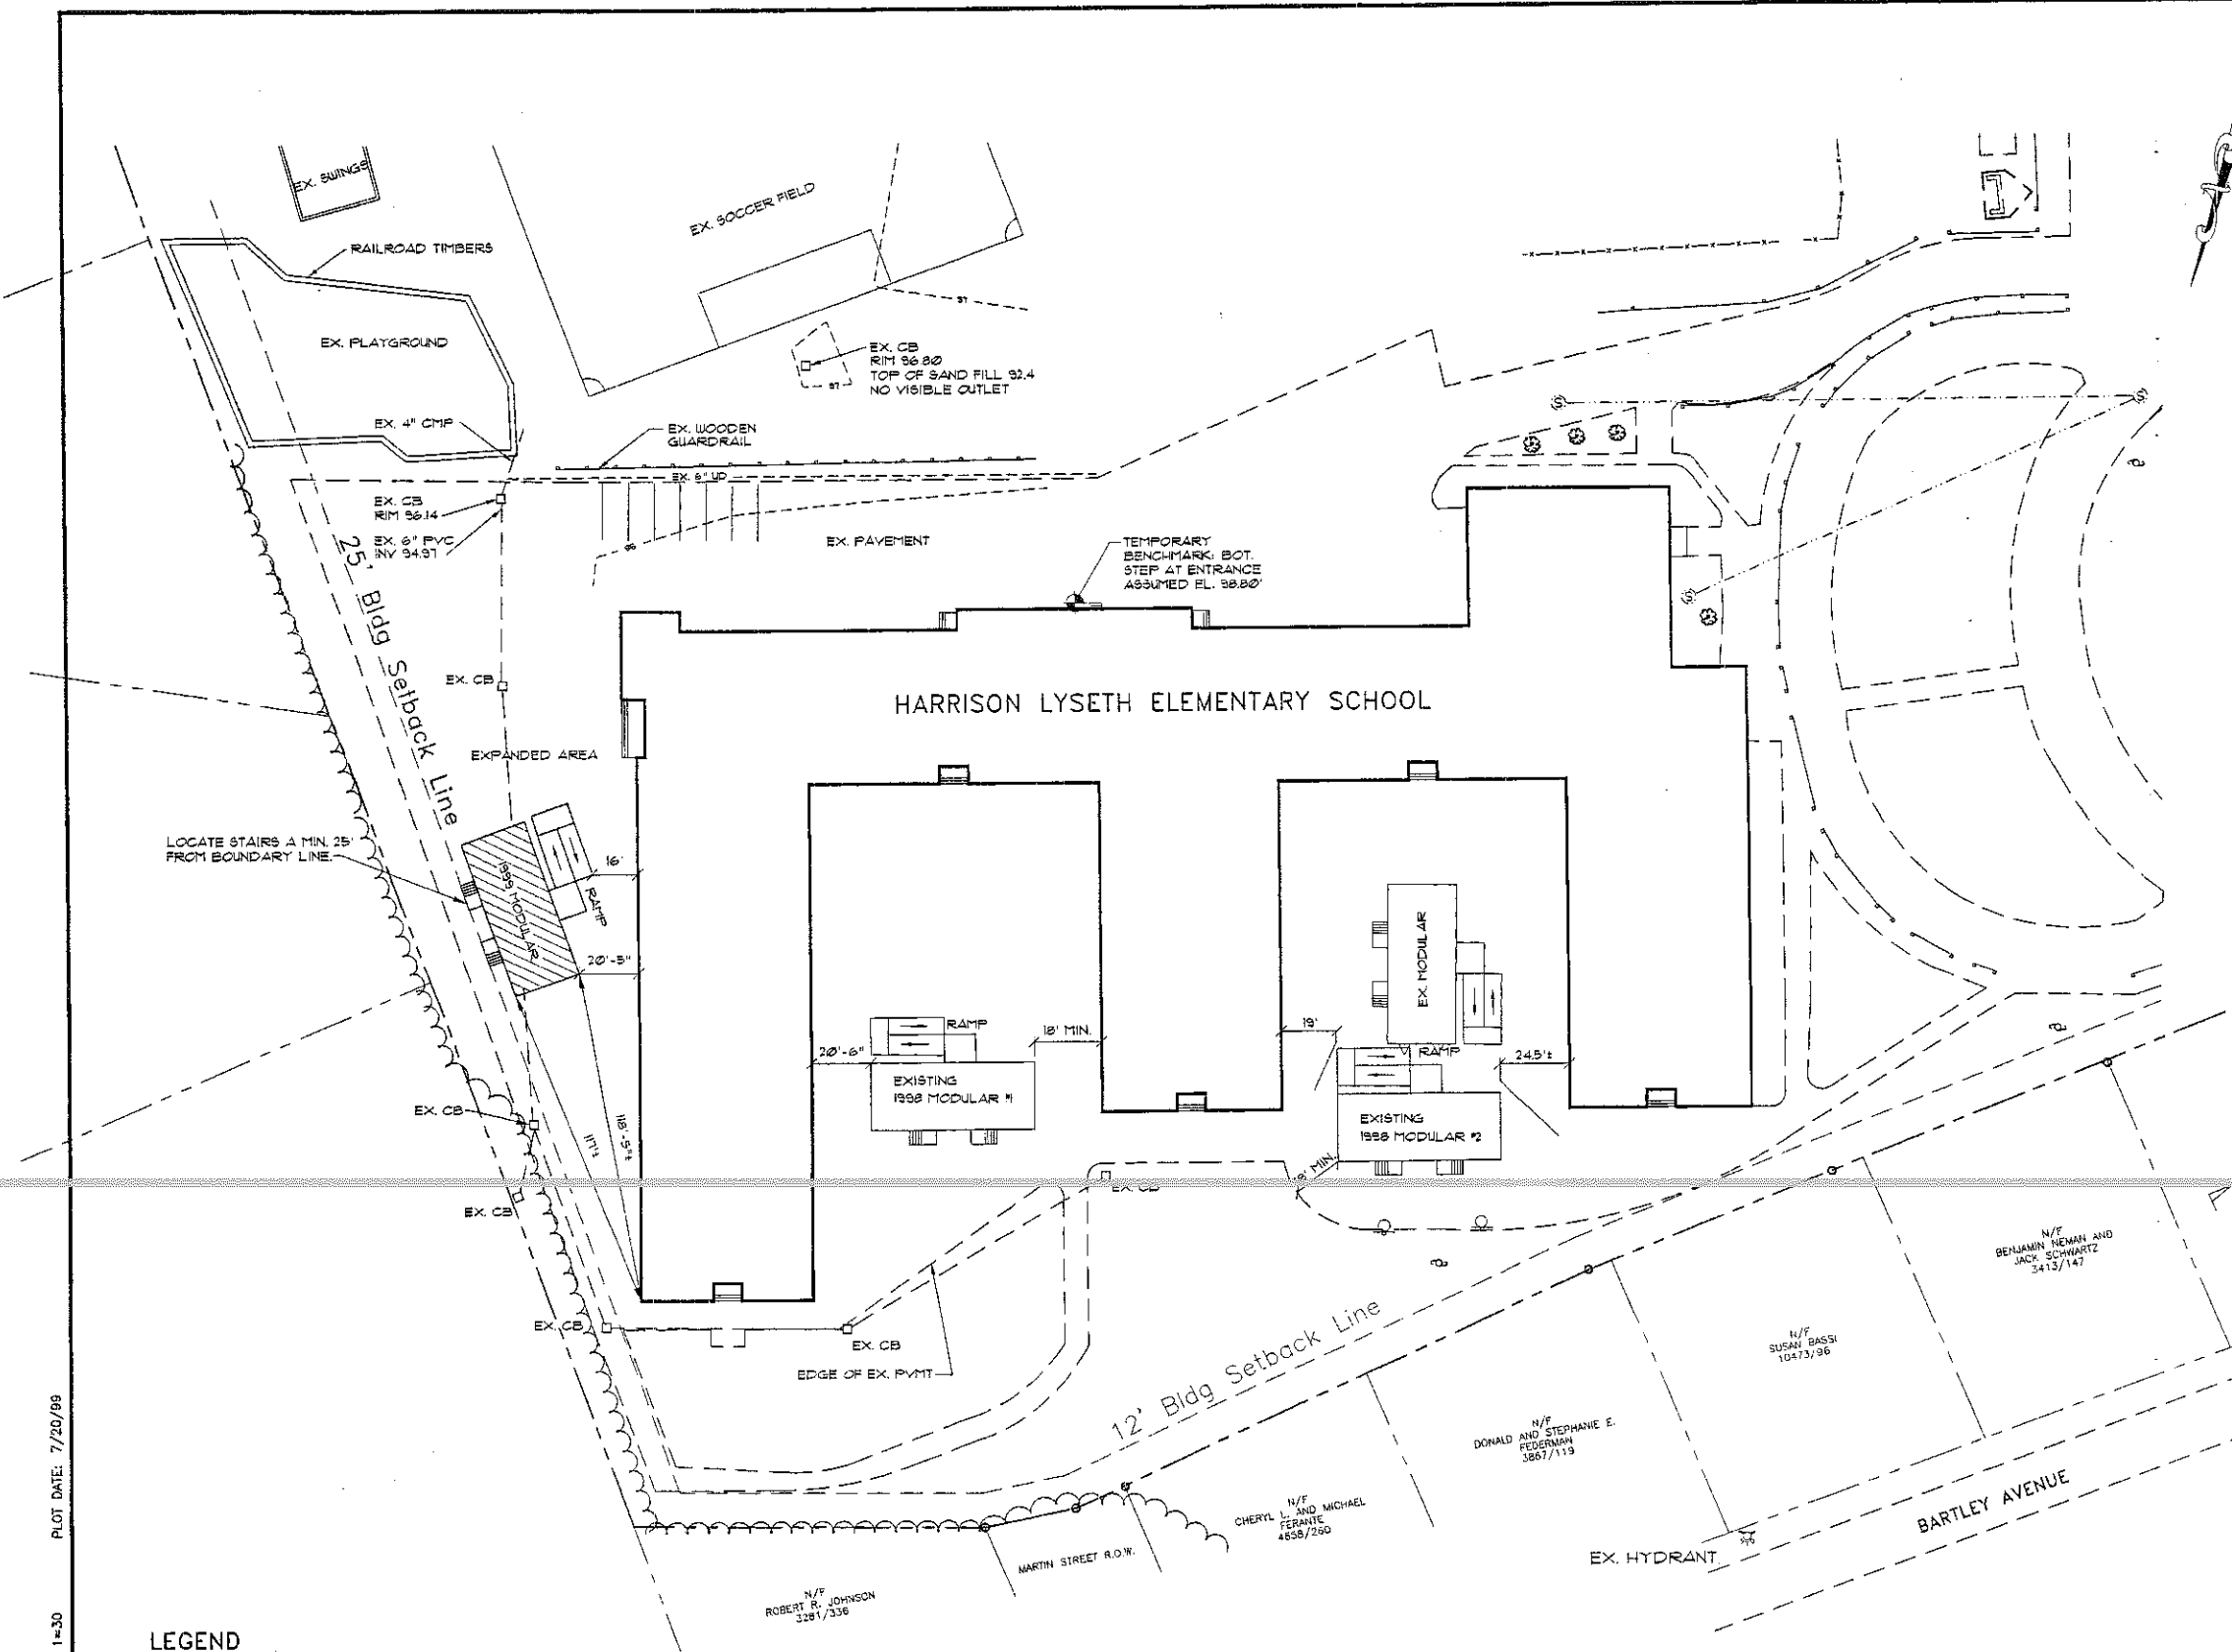 EX. SWINGS
EX. SOCCER FIELD
RAILROAD TIMBERS
EX. PLAYGROUND
97
EX. CB
RIM 96.80
TOP OF SAND FILL 92.4
NO VISIBLE OUTLET
97
EX. 4" CMP
EX. WOODEN
GUARDRAIL
EX. 6" UD
EX. CB
RIM 96.14
EX. 6" PVC
INV 94.97
96
EX. PAVEMENT
TEMPORARY
BENCHMARK: BOT.
STEP AT ENTRANCE
ASSUMED EL. 98.80'
S
S
S
25' Bldg Setback Line
EX. CB
HARRISON LYSETH ELEMENTARY SCHOOL
EXPANDED AREA
LOCATE STAIRS A MIN. 25'
FROM BOUNDARY LINE.
1999 MODULAR
16'
RAMP
20'-5"
EX. MODULAR
RAMP
18' MIN.
20'-6"
EXISTING
1998 MODULAR #1
19'
RAMP
24.5'±
EXISTING
1998 MODULAR #2
EX. CB
117'±
118'-5"±
EX. CB
EX. CB
MIN.
N/F
BENJAMIN NEMAN AND
JACK SCHWARTZ
3413/147
EX. CB
EX. CB
EDGE OF EX. PVMT
12' Bldg Setback Line
N/F
SUSAN BASSI
10473/96
N/F
DONALD AND STEPHANIE E.
FEDERMAN
3867/119
N/F
CHERYL L. AND MICHAEL
FERANTE
4658/260
BARTLEY AVENUE
EX. HYDRANT
MARTIN STREET R.O.W.
N/F
ROBERT R. JOHNSON
3281/336
LEGEND
1=30 PLOT DATE: 7/20/99